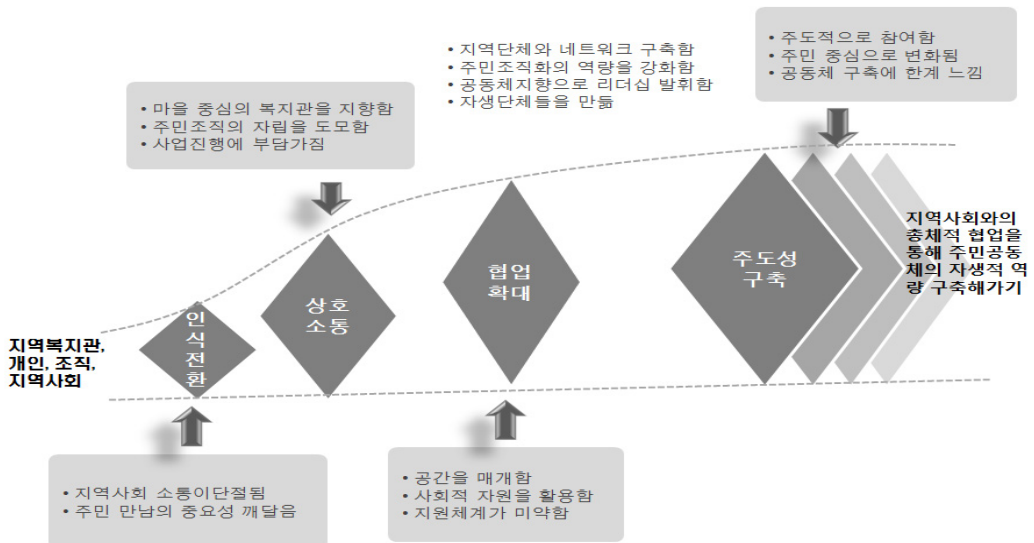 • 주도적으로 참여함
• 주민 중심으로 변화됨
• 공동체 구축에 한계 느낌
• 지역단체와 네트워크 구축함
• 주민조직화의 역량을 강화함
• 공동체지향으로 리더십 발휘함
• 자생단체들을 만듦
• 마을 중심의 복지관을 지향함
• 주민조직의 자립을 도모함
• 사업진행에 부담가짐
지역복지관,
개인, 조직,
지역사회
인
식
전
환
상호
소통
협업
확대
주도성
구축
지역사회와의
총체적 협업을
통해 주민공동
체의 자생적 역
량 구축해가기
• 지역사회 소통이단절됨
• 주민 만남의 중요성 깨달음
• 공간을 매개함
• 사회적 자원을 활용함
• 지원체계가 미약함